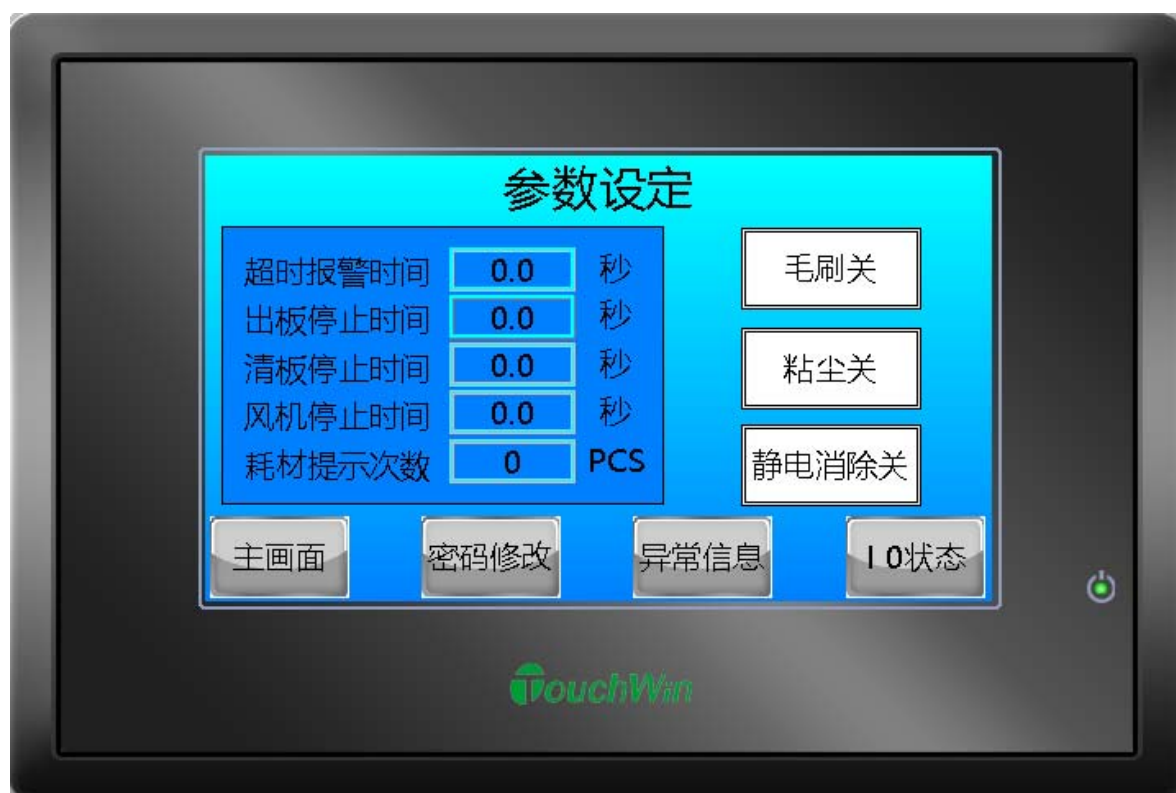 参数设定
超时报警时间 0.0 秒
出板停止时间 0.0 秒
清板停止时间 0.0 秒
风机停止时间 0.0 秒
耗材提示次数 0 PCS
毛刷关
粘尘关
静电消除关
主画面 密码修改 异常信息 IO状态
TouchWin